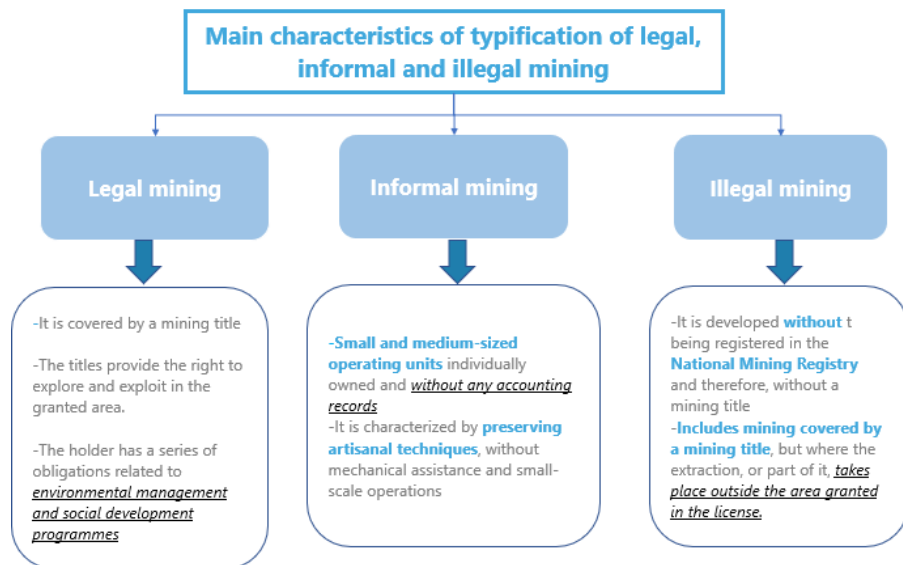 Main characteristics of typification of legal,
informal and illegal mining
Legal mining
Informal mining
Illegal mining
-It is covered by a mining title
-The titles provide the right to
explore and exploit in the
granted area.
-The holder has a series of
obligations related to
environmental management
and social development
programmes
-Small and medium-sized
operating units individually
owned and without any accounting
records
-It is characterized by preserving
artisanal techniques, without
mechanical assistance and small-
scale operations
-It is developed without t
being registered in the
National Mining Registry
and therefore, without a
mining title
-Includes mining covered by
a mining title, but where the
extraction, or part of it, takes
place outside the area granted
in the license.